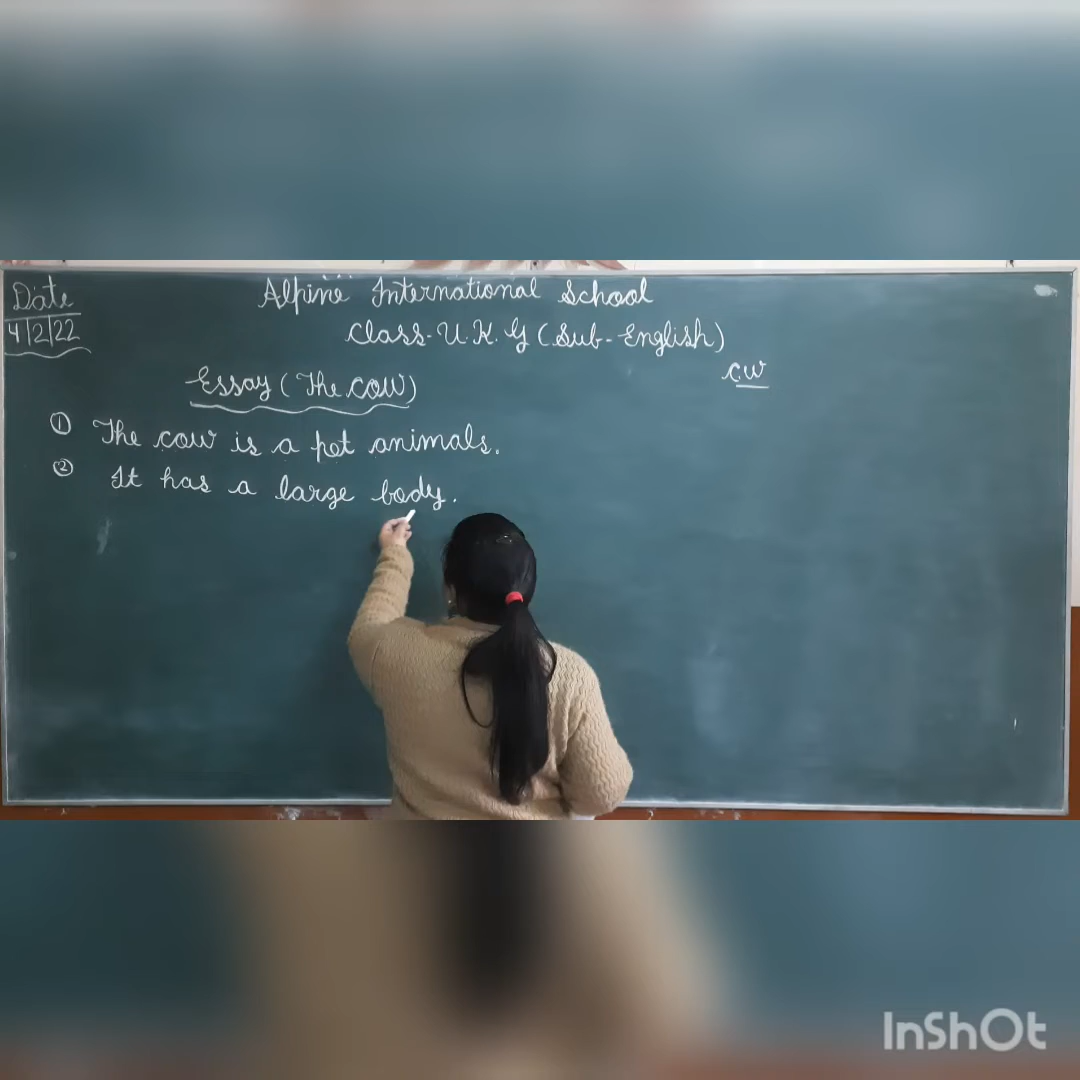 Date
4/2/22
Alpine International School
Class-U.K.G (Sub-English)
C.W
Essay (The cow)
① The cow is a pet animals.
② It has a large body.
InShOt